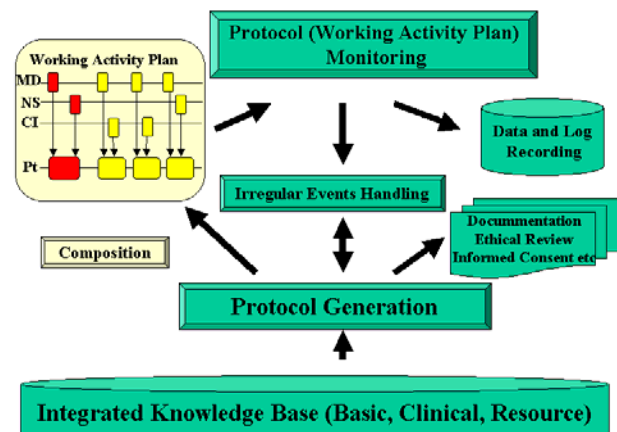 Protocol (Working Activity Plan)
Monitoring
Working Activity Plan
MD
NS
CI
Pt
Data and Log
Recording
Irregular Events Handling
Docummentation
Ethical Review
Informed Consent etc
Composition
Protocol Generation
Integrated Knowledge Base (Basic, Clinical, Resource)